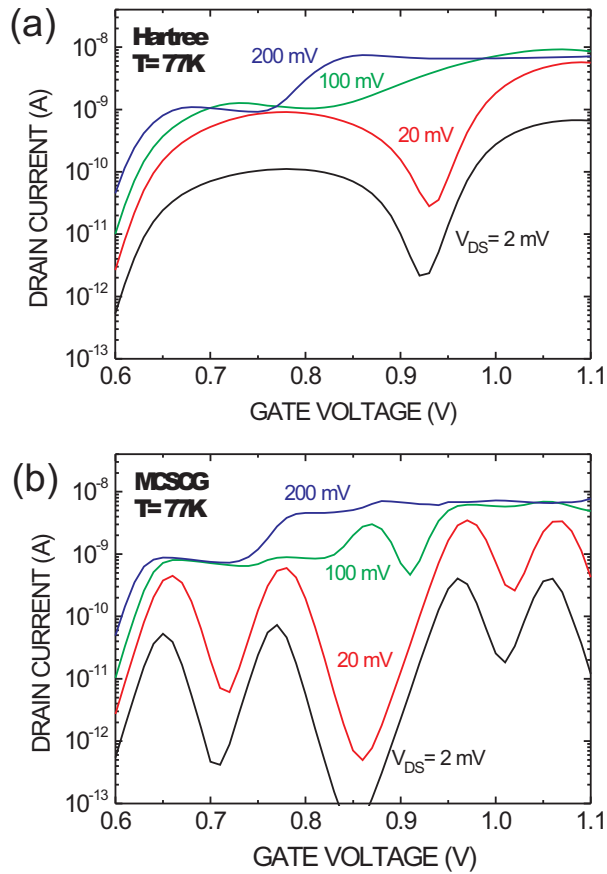 (a)
Hartree
T= 77K
200 mV
100 mV
20 mV
V_DS= 2 mV
DRAIN CURRENT (A)
10^-8
10^-9
10^-10
10^-11
10^-12
10^-13
0.6 0.7 0.8 0.9 1.0 1.1
GATE VOLTAGE (V)
(b)
MCSCG
T= 77K
200 mV
100 mV
20 mV
V_DS= 2 mV
DRAIN CURRENT (A)
10^-8
10^-9
10^-10
10^-11
10^-12
10^-13
0.6 0.7 0.8 0.9 1.0 1.1
GATE VOLTAGE (V)